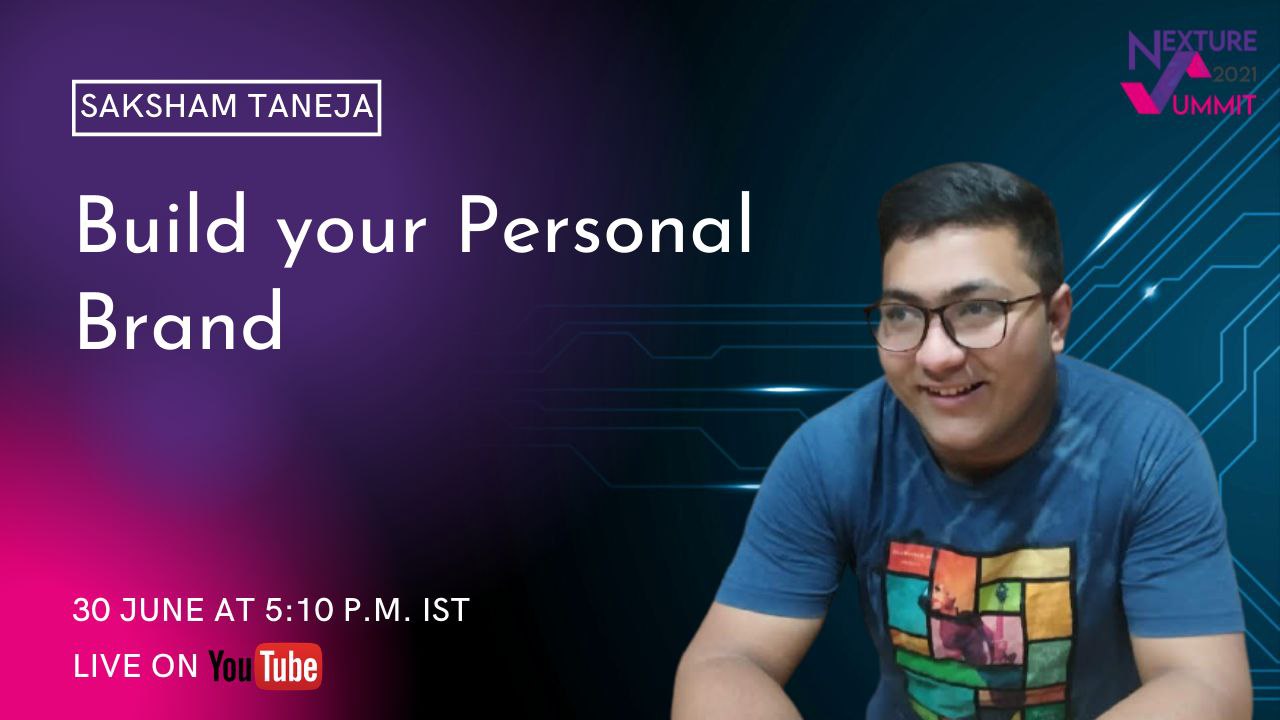 NEXTURE
2021
SUMMIT
SAKSHAM TANEJA
Build your Personal
Brand
30 JUNE AT 5:10 P.M. IST
LIVE ON YouTube